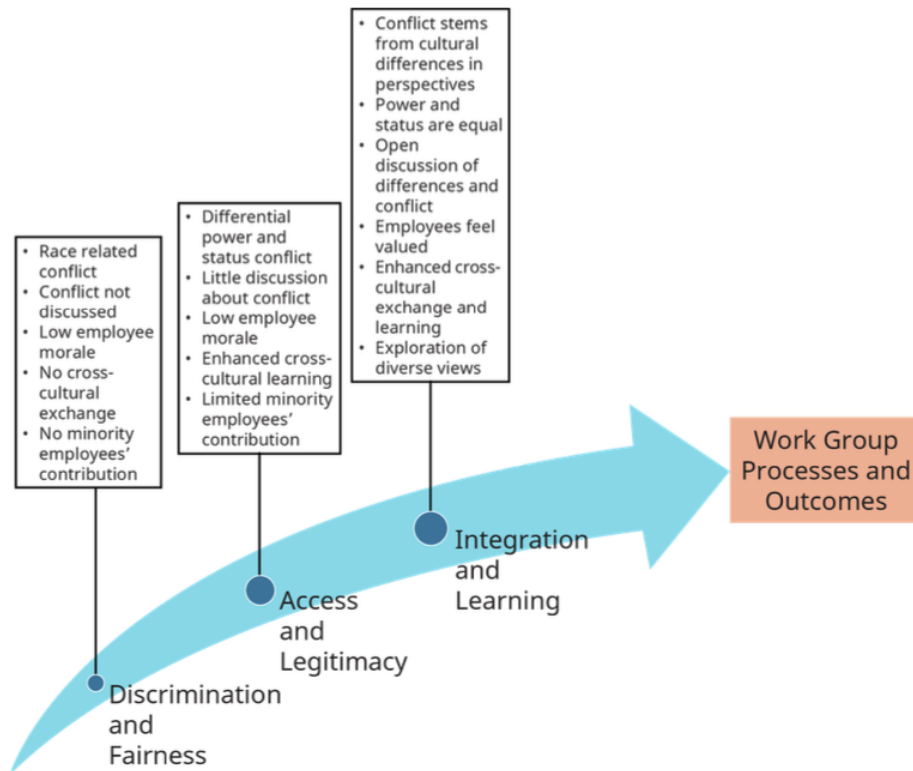 • Race related
conflict
• Conflict not
discussed
• Low employee
morale
• No cross-
cultural
exchange
• No minority
employees’
contribution
• Differential
power and
status conflict
• Little discussion
about conflict
• Low employee
morale
• Enhanced cross-
cultural learning
• Limited minority
employees’
contribution
• Conflict stems
from cultural
differences in
perspectives
• Power and
status are equal
• Open
discussion of
differences and
conflict
• Employees feel
valued
• Enhanced cross-
cultural
exchange and
learning
• Exploration of
diverse views
Discrimination
and
Fairness
Access
and
Legitimacy
Integration
and
Learning
Work Group
Processes and
Outcomes